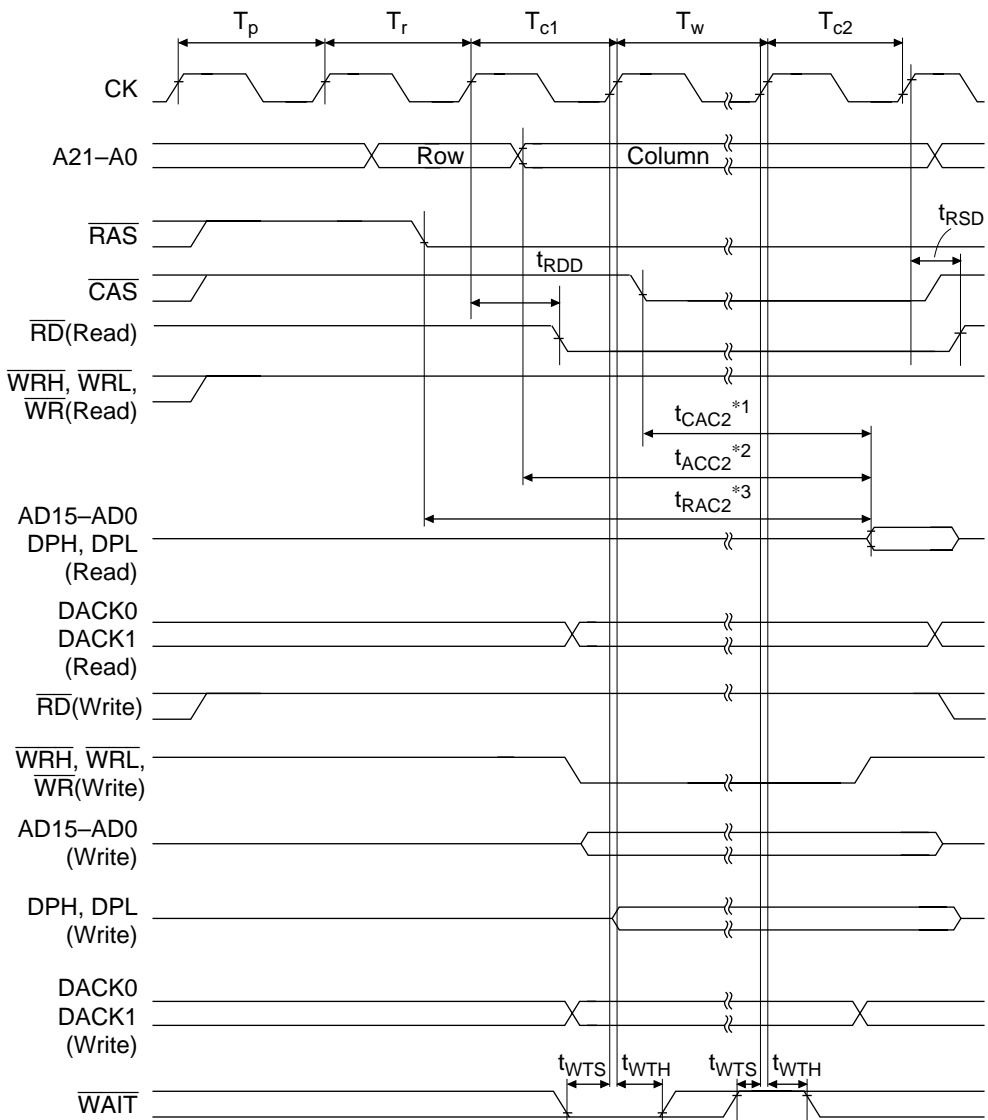 Tp Tr Tc1 Tw Tc2
CK
A21–A0 Row Column
RAS
tRSD
tRDD
CAS
RD(Read)
WRH, WRL,
WR(Read)
tCAC2*1
tACC2*2
tRAC2*3
AD15–AD0
DPH, DPL
(Read)
DACK0
DACK1
(Read)
RD(Write)
WRH, WRL,
WR(Write)
AD15–AD0
(Write)
DPH, DPL
(Write)
DACK0
DACK1
(Write)
tWTS tWTH tWTS tWTH
WAIT